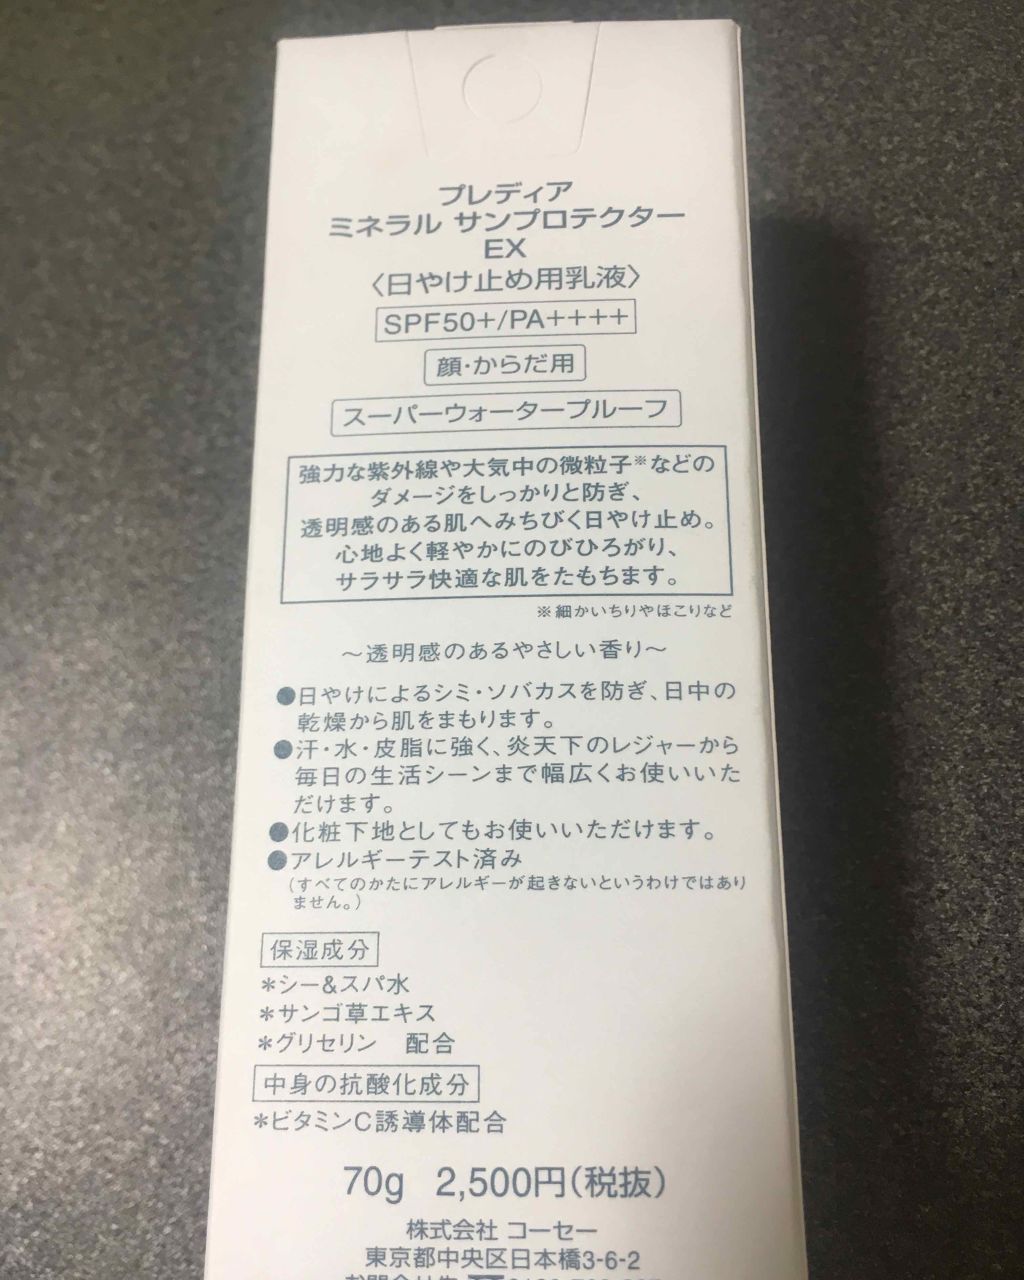 プレディア
ミネラル サンプロテクター
EX
〈日やけ止め用乳液〉
SPF50+/PA++++
顔・からだ用
スーパーウォータープルーフ
強力な紫外線や大気中の微粒子※などの
ダメージをしっかりと防ぎ、
透明感のある肌へみちびく日やけ止め。
心地よく軽やかにのびひろがり、
サラサラ快適な肌をたもちます。
※細かいちりやほこりなど
～透明感のあるやさしい香り～
●日やけによるシミ・ソバカスを防ぎ、日中の
乾燥から肌をまもります。
●汗・水・皮脂に強く、炎天下のレジャーから
毎日の生活シーンまで幅広くお使いいた
だけます。
●化粧下地としてもお使いいただけます。
●アレルギーテスト済み
（すべてのかたにアレルギーが起きないというわけではあり
ません。）
保湿成分
＊シー&スパ水
＊サンゴ草エキス
＊グリセリン　配合
中身の抗酸化成分
＊ビタミンC誘導体配合
70g 2,500円（税抜）
株式会社 コーセー
東京都中央区日本橋3-6-2